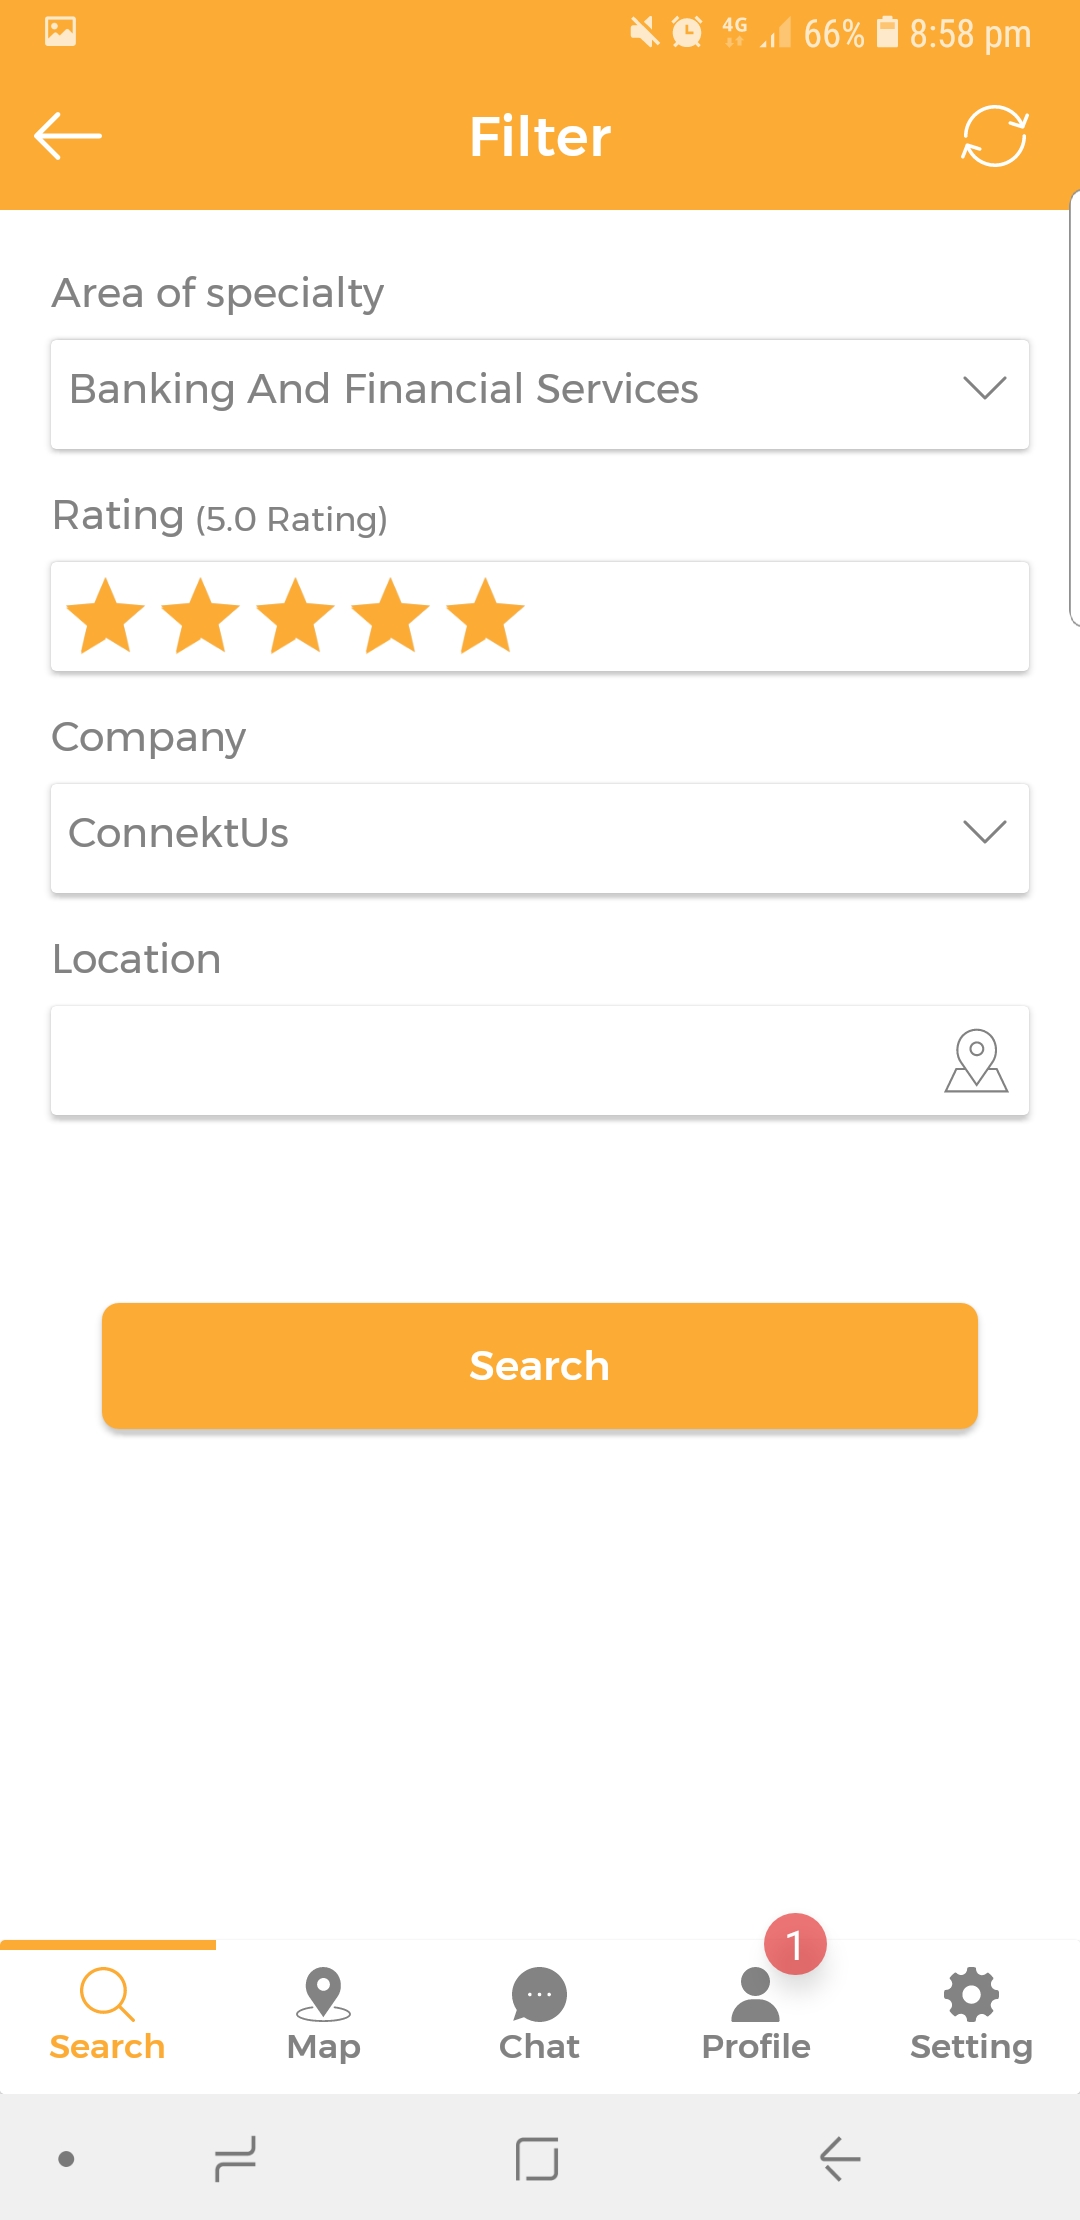 4G 66% 8:58 pm
Filter
Area of specialty
Banking And Financial Services
Rating (5.0 Rating)
Company
ConnektUs
Location
Search
1
Search Map Chat Profile Setting